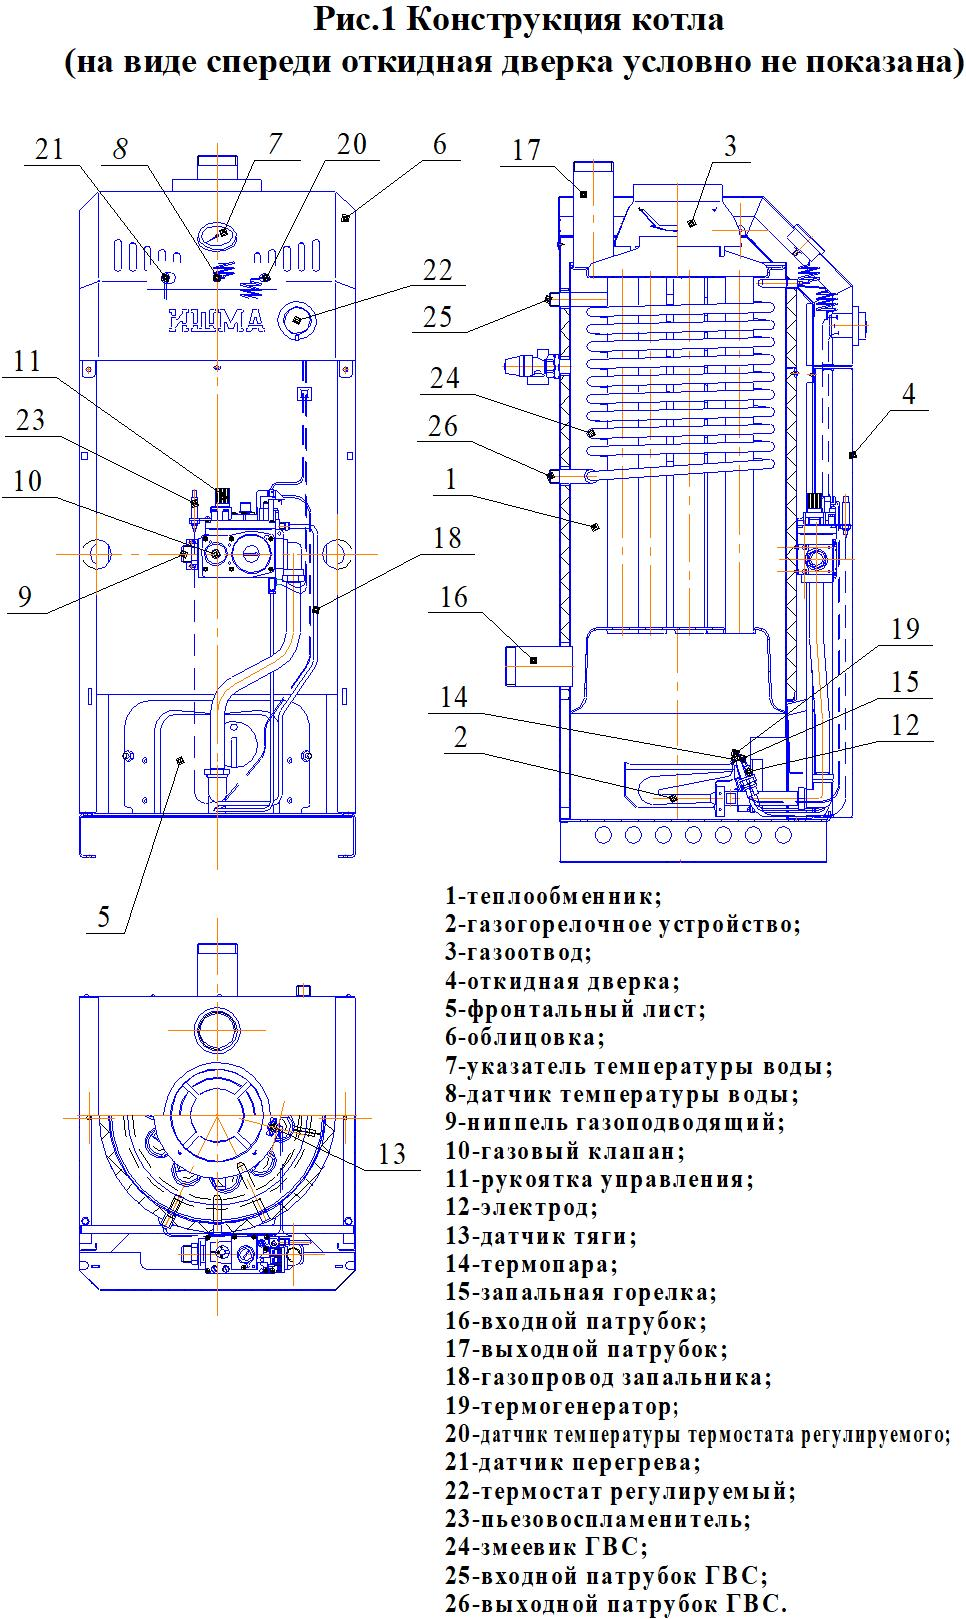 Рис.1 Конструкция котла
(на виде спереди откидная дверка условно не показана)
21 8 7 20 6
17 3
22
25
ИШМА
11
24
4
23
26
10
1
9
18
16
19
14
15
2
12
5
13
1-теплообменник;
2-газогорелочное устройство;
3-газоотвод;
4-откидная дверка;
5-фронтальный лист;
6-облицовка;
7-указатель температуры воды;
8-датчик температуры воды;
9-ниппель газоподводящий;
10-газовый клапан;
11-рукоятка управления;
12-электрод;
13-датчик тяги;
14-термопара;
15-запальная горелка;
16-входной патрубок;
17-выходной патрубок;
18-газопровод запальника;
19-термогенератор;
20-датчик температуры термостата регулируемого;
21-датчик перегрева;
22-термостат регулируемый;
23-пьезовоспламенитель;
24-змеевик ГВС;
25-входной патрубок ГВС;
26-выходной патрубок ГВС.